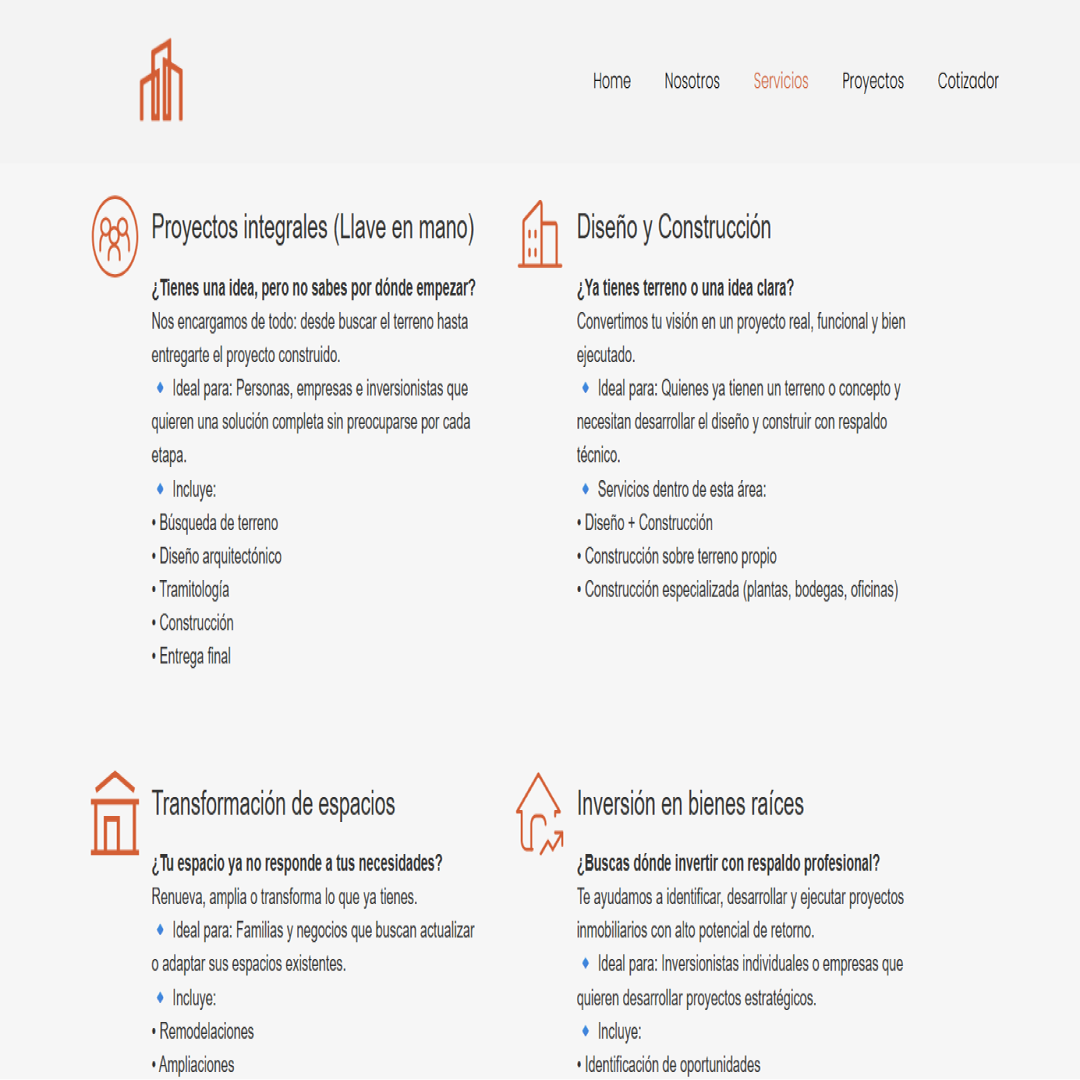 Home Nosotros Servicios Proyectos Cotizador
Proyectos integrales (Llave en mano)
¿Tienes una idea, pero no sabes por dónde empezar?
Nos encargamos de todo: desde buscar el terreno hasta
entregarte el proyecto construido.
🔹 Ideal para: Personas, empresas e inversionistas que
quieren una solución completa sin preocuparse por cada
etapa.
🔹 Incluye:
• Búsqueda de terreno
• Diseño arquitectónico
• Tramitología
• Construcción
• Entrega final
Diseño y Construcción
¿Ya tienes terreno o una idea clara?
Convertimos tu visión en un proyecto real, funcional y bien
ejecutado.
🔹 Ideal para: Quienes ya tienen un terreno o concepto y
necesitan desarrollar el diseño y construir con respaldo
técnico.
🔹 Servicios dentro de esta área:
• Diseño + Construcción
• Construcción sobre terreno propio
• Construcción especializada (plantas, bodegas, oficinas)
Transformación de espacios
¿Tu espacio ya no responde a tus necesidades?
Renueva, amplia o transforma lo que ya tienes.
🔹 Ideal para: Familias y negocios que buscan actualizar
o adaptar sus espacios existentes.
🔹 Incluye:
• Remodelaciones
• Ampliaciones
Inversión en bienes raíces
¿Buscas dónde invertir con respaldo profesional?
Te ayudamos a identificar, desarrollar y ejecutar proyectos
inmobiliarios con alto potencial de retorno.
🔹 Ideal para: Inversionistas individuales o empresas que
quieren desarrollar proyectos estratégicos.
🔹 Incluye:
• Identificación de oportunidades